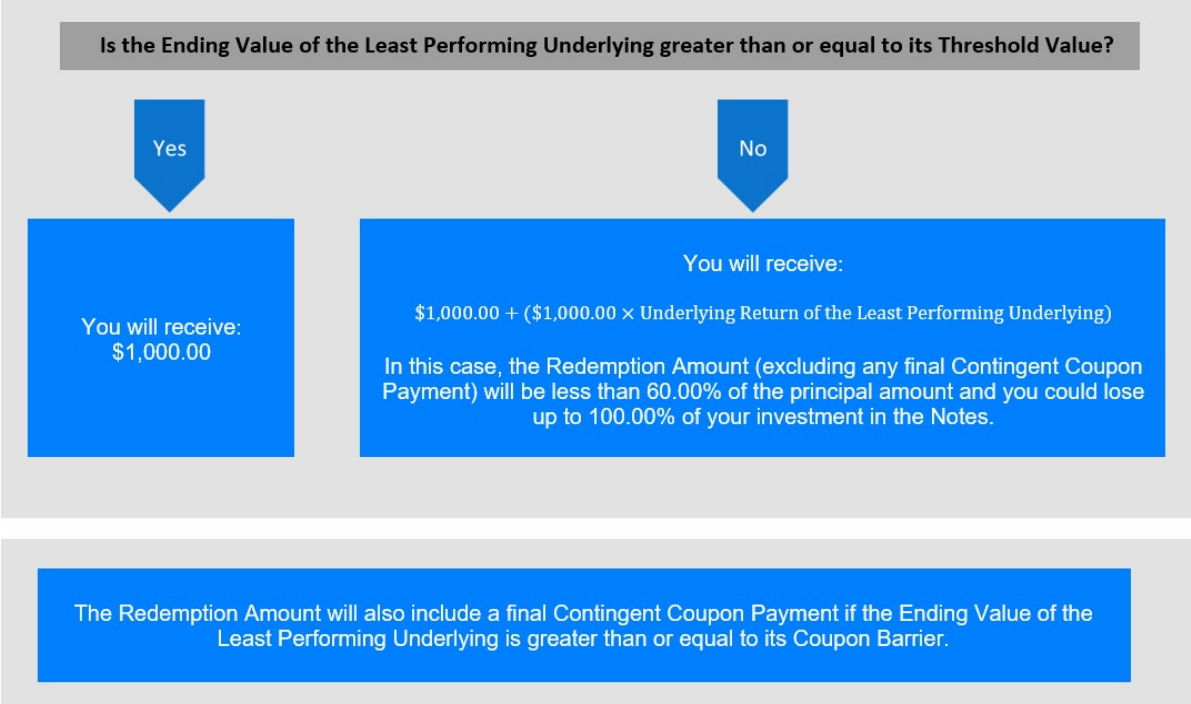 Is the Ending Value of the Least Performing Underlying greater than or equal to its Threshold Value?
Yes
No
You will receive:
$1,000.00
You will receive:
$1,000.00 + ($1,000.00 × Underlying Return of the Least Performing Underlying)
In this case, the Redemption Amount (excluding any final Contingent Coupon
Payment) will be less than 60.00% of the principal amount and you could lose
up to 100.00% of your investment in the Notes.
The Redemption Amount will also include a final Contingent Coupon Payment if the Ending Value of the
Least Performing Underlying is greater than or equal to its Coupon Barrier.